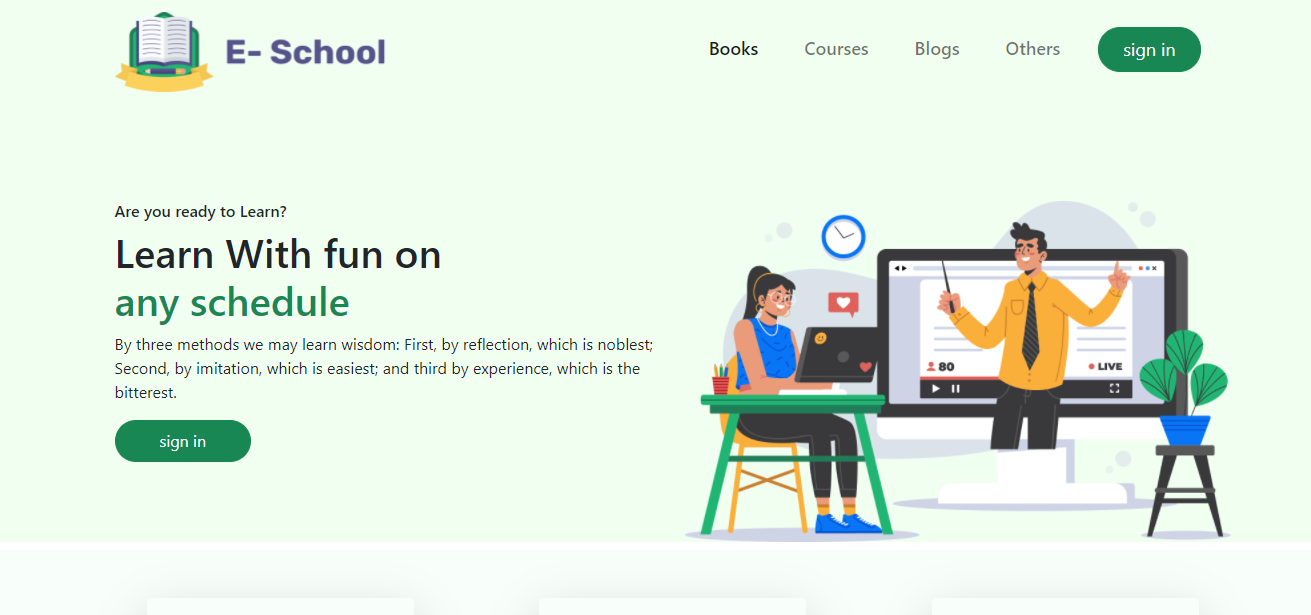 E- School
Books
Courses
Blogs
Others
sign in
Are you ready to Learn?
Learn With fun on
any schedule
By three methods we may learn wisdom: First, by reflection, which is noblest;
Second, by imitation, which is easiest; and third by experience, which is the
bitterest.
sign in
80
LIVE